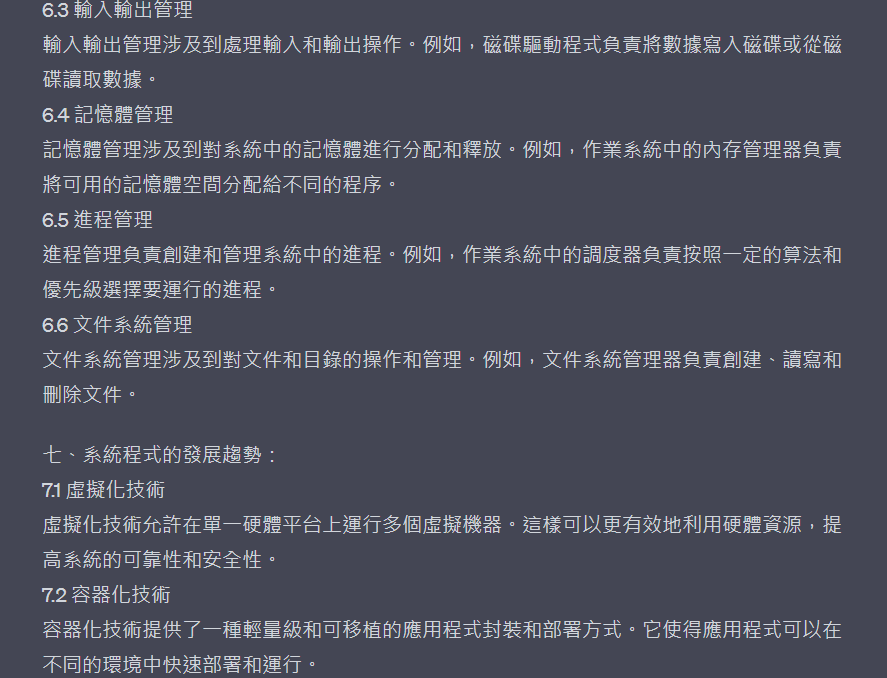 6.3 輸入輸出管理
輸入輸出管理涉及到處理輸入和輸出操作。例如，磁碟驅動程式負責將數據寫入磁碟或從磁
碟讀取數據。
6.4 記憶體管理
記憶體管理涉及到對系統中的記憶體進行分配和釋放。例如，作業系統中的內存管理器負責
將可用的記憶體空間分配給不同的程序。
6.5 進程管理
進程管理負責創建和管理系統中的進程。例如，作業系統中的調度器負責按照一定的算法和
優先級選擇要運行的進程。
6.6 文件系統管理
文件系統管理涉及到對文件和目錄的操作和管理。例如，文件系統管理器負責創建、讀寫和
刪除文件。
七、系統程式的發展趨勢：
7.1 虛擬化技術
虛擬化技術允許在單一硬體平台上運行多個虛擬機器。這樣可以更有效地利用硬體資源，提
高系統的可靠性和安全性。
7.2 容器化技術
容器化技術提供了一種輕量級和可移植的應用程式封裝和部署方式。它使得應用程式可以在
不同的環境中快速部署和運行。